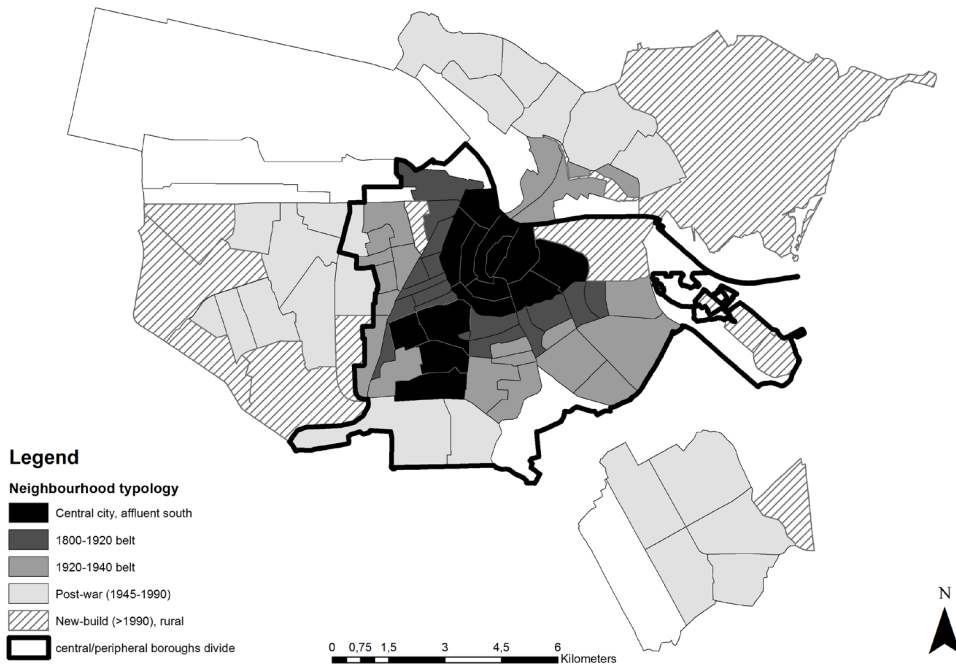 Legend
Neighbourhood typology
Central city, affluent south
1800-1920 belt
1920-1940 belt
Post-war (1945-1990)
New-build (>1990), rural
central/peripheral boroughs divide
0 0,75 1,5 3 4,5 6
Kilometers
N